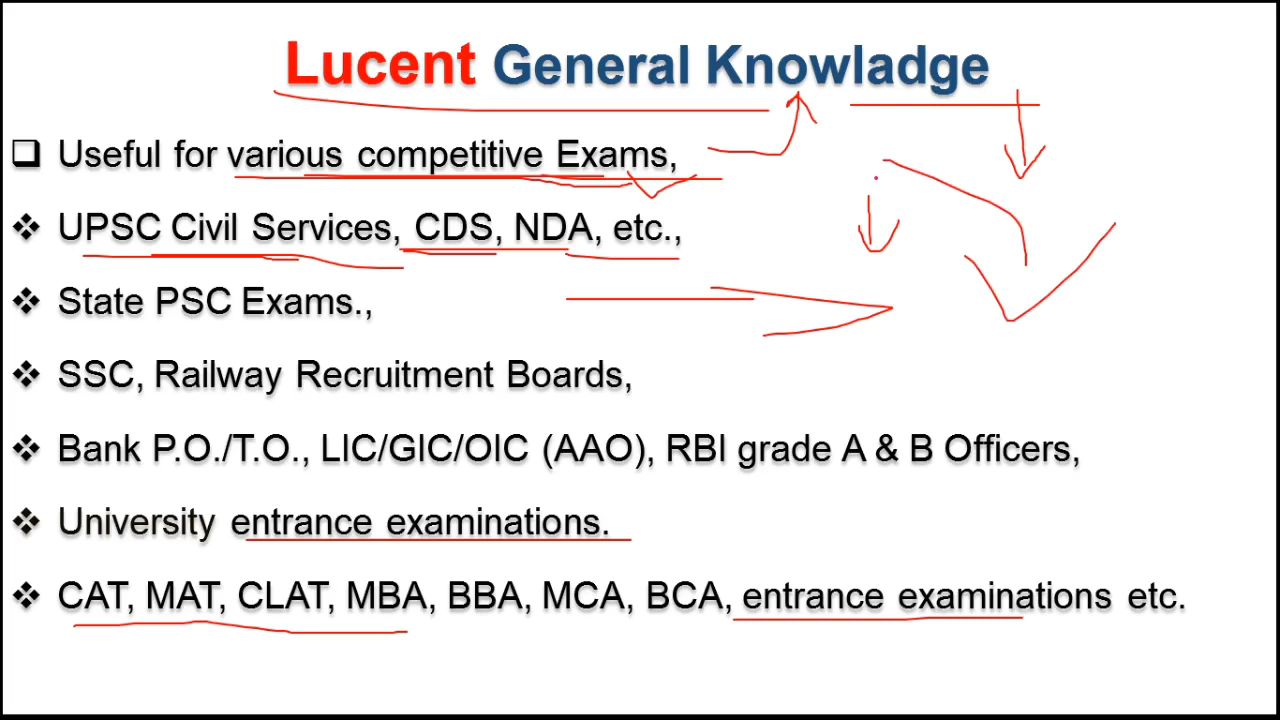 Lucent General Knowladge
Useful for various competitive Exams,
UPSC Civil Services, CDS, NDA, etc.,
State PSC Exams.,
SSC, Railway Recruitment Boards,
Bank P.O./T.O., LIC/GIC/OIC (AAO), RBI grade A & B Officers,
University entrance examinations.
CAT, MAT, CLAT, MBA, BBA, MCA, BCA, entrance examinations etc.